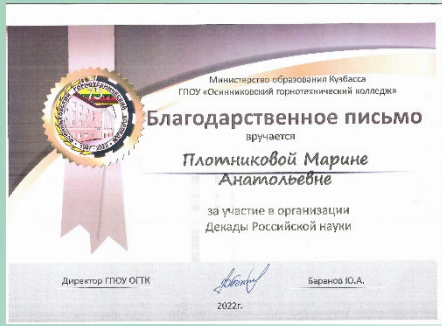 Министерство образования Кузбасса
ГПОУ «Осинниковский горнотехнический колледж»
Благодарственное письмо
вручается
Плотниковой Марине
Анатольевне
за участие в организации
Декады Российской науки
Директор ГПОУ ОГТК
Баранов Ю.А.
2022г.